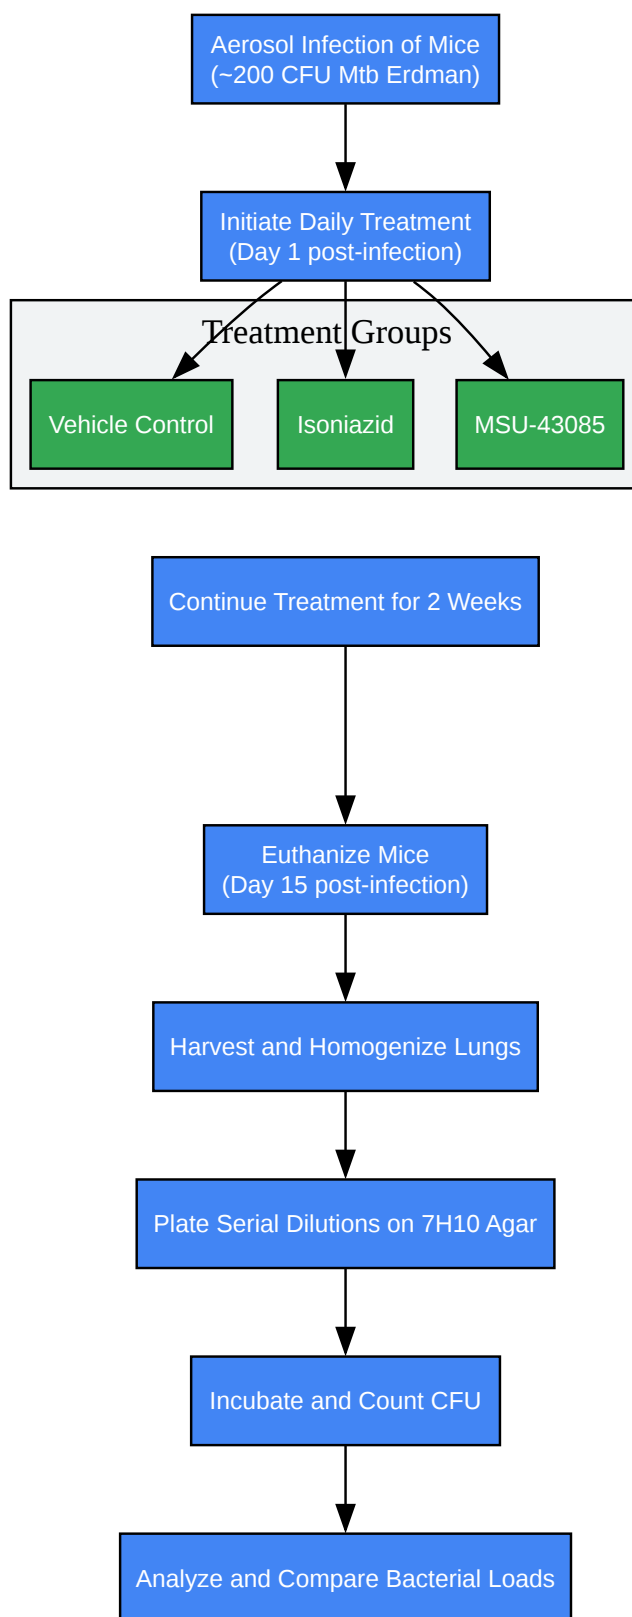 Aerosol Infection of Mice
(~200 CFU Mtb Erdman)
Initiate Daily Treatment
(Day 1 post-infection)
Treatment Groups
Vehicle Control
Isoniazid
MSU-43085
Continue Treatment for 2 Weeks
Euthanize Mice
(Day 15 post-infection)
Harvest and Homogenize Lungs
Plate Serial Dilutions on 7H10 Agar
Incubate and Count CFU
Analyze and Compare Bacterial Loads